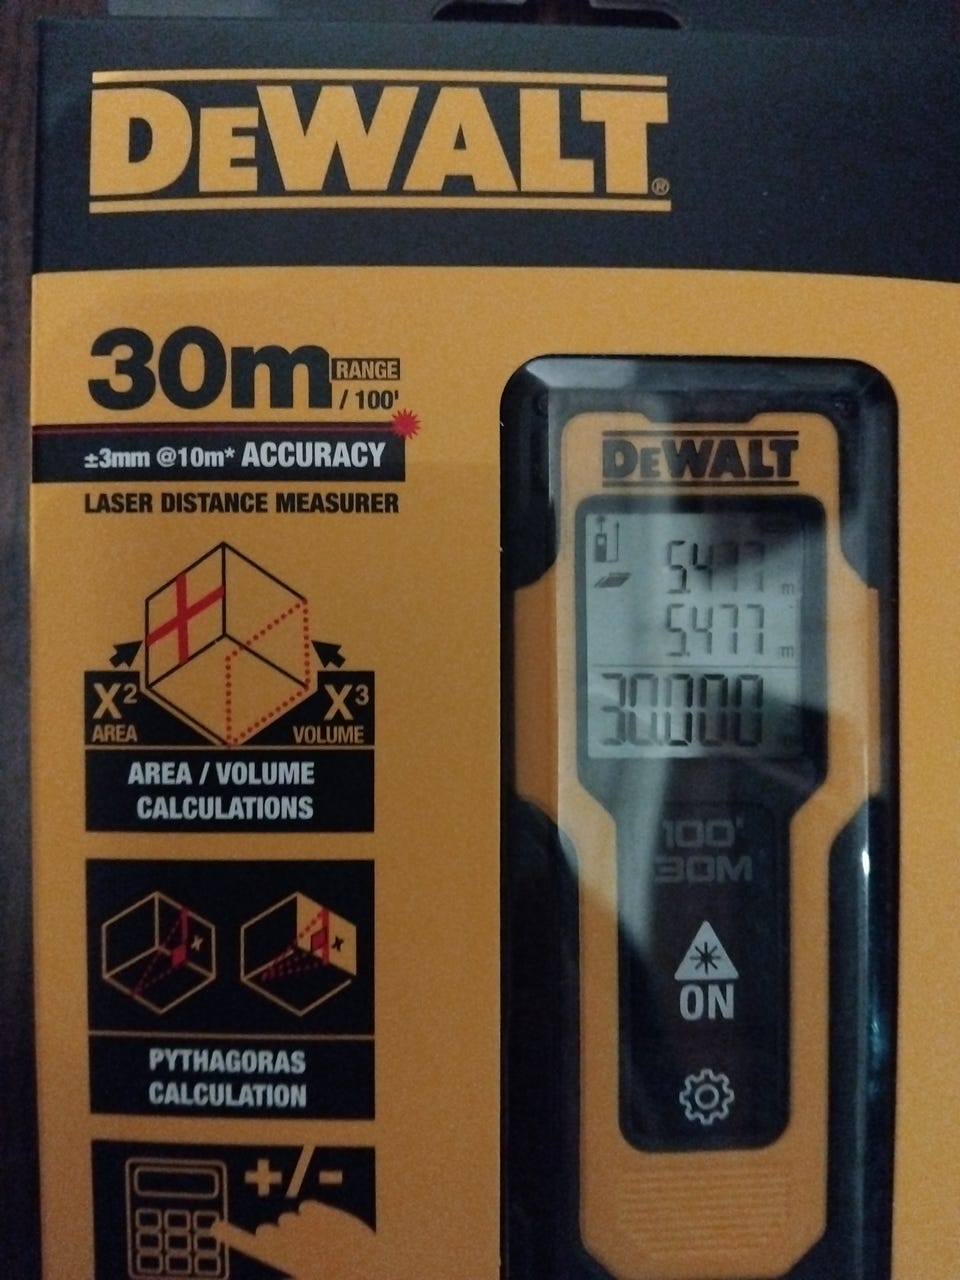 DEWALT®
30m RANGE
/ 100'
±3mm @10m* ACCURACY
LASER DISTANCE MEASURER
X² X³
AREA VOLUME
AREA / VOLUME
CALCULATIONS
x x
PYTHAGORAS
CALCULATION
+/-
DEWALT
5.477 m
5.477 m
30.000
100'
30M
ON